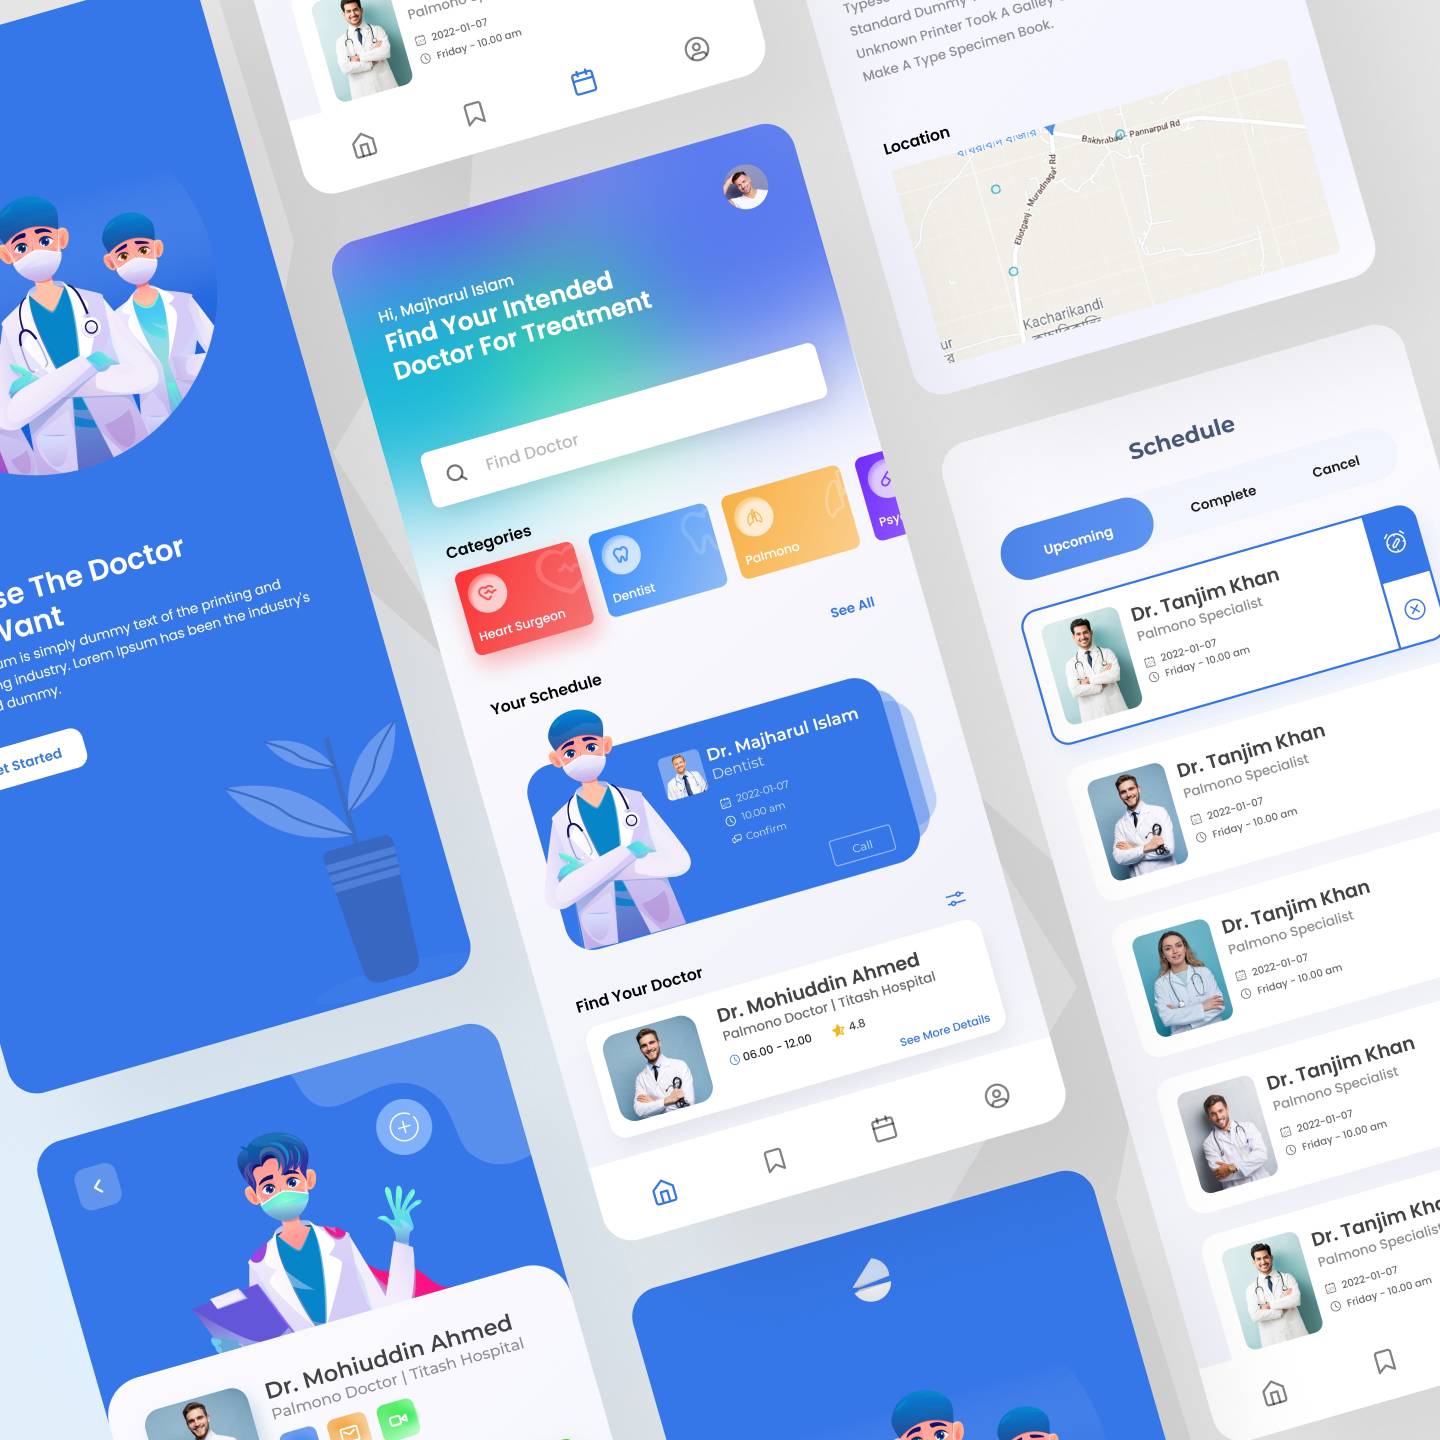 Palmono
2022-01-07
Friday - 10.00 am
Standard Dummy
Unknown Printer Took A Galley
Make A Type Specimen Book.
Location
Bakhrabad - Pannarpul Rd
Elliotganj - Muradnagar Rd
Kacharikandi
ur
র
Hi, Majharul Islam
Find Your Intended
Doctor For Treatment
Find Doctor
Categories
Heart Surgeon
Dentist
Palmono
Psyc
See All
Your Schedule
Dr. Majharul Islam
Dentist
2022-01-07
10.00 am
Confirm
Call
Find Your Doctor
Dr. Mohiuddin Ahmed
Palmono Doctor | Titash Hospital
06.00 - 12.00
4.8
See More Details
se The Doctor
Want
um is simply dummy text of the printing and
ng industry. Lorem Ipsum has been the industry's
d dummy.
et Started
Dr. Mohiuddin Ahmed
Palmono Doctor | Titash Hospital
Schedule
Upcoming
Complete
Cancel
Dr. Tanjim Khan
Palmono Specialist
2022-01-07
Friday - 10.00 am
Dr. Tanjim Khan
Palmono Specialist
2022-01-07
Friday - 10.00 am
Dr. Tanjim Khan
Palmono Specialist
2022-01-07
Friday - 10.00 am
Dr. Tanjim Khan
Palmono Specialist
2022-01-07
Friday - 10.00 am
Dr. Tanjim Kha
Palmono Specialist
2022-01-07
Friday - 10.00 am